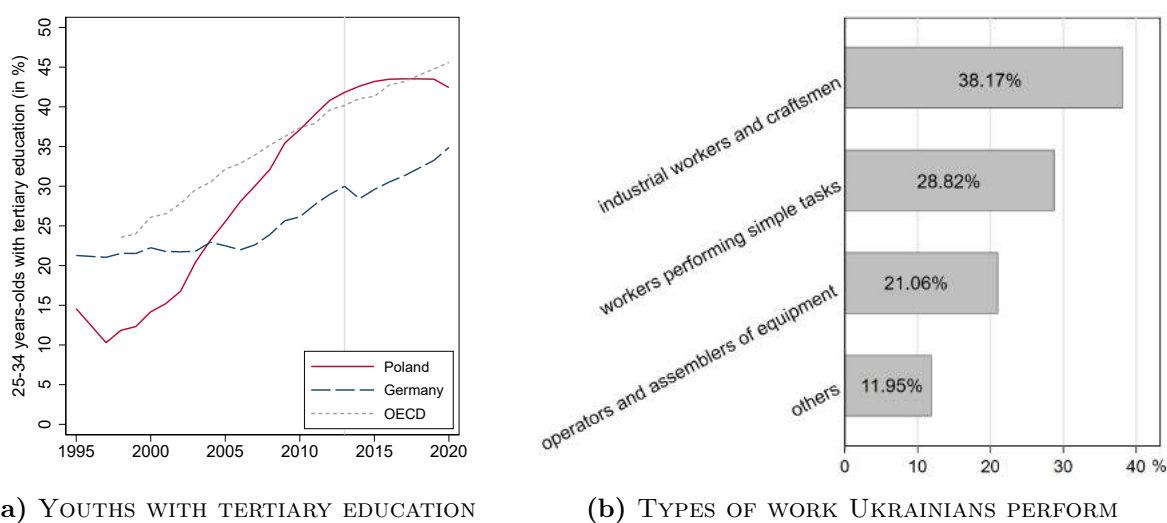 25-34 years-olds with tertiary education (in %)
50
45
40
35
30
25
20
15
10
5
0
Poland
Germany
OECD
1995 2000 2005 2010 2015 2020
a) Youths with tertiary education
industrial workers and craftsmen
38.17%
workers performing simple tasks
28.82%
operators and assemblers of equipment
21.06%
others
11.95%
0 10 20 30 40 %
(b) Types of work Ukrainians perform